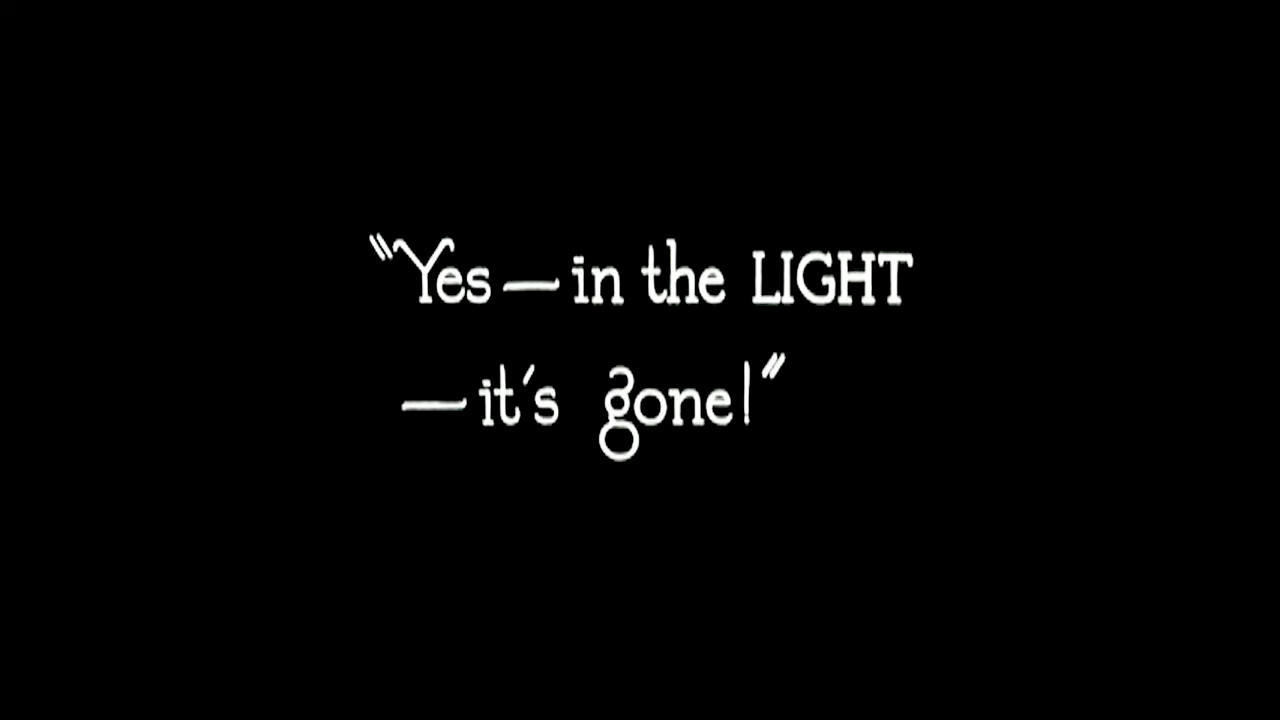 "Yes — in the LIGHT
— it's gone!"